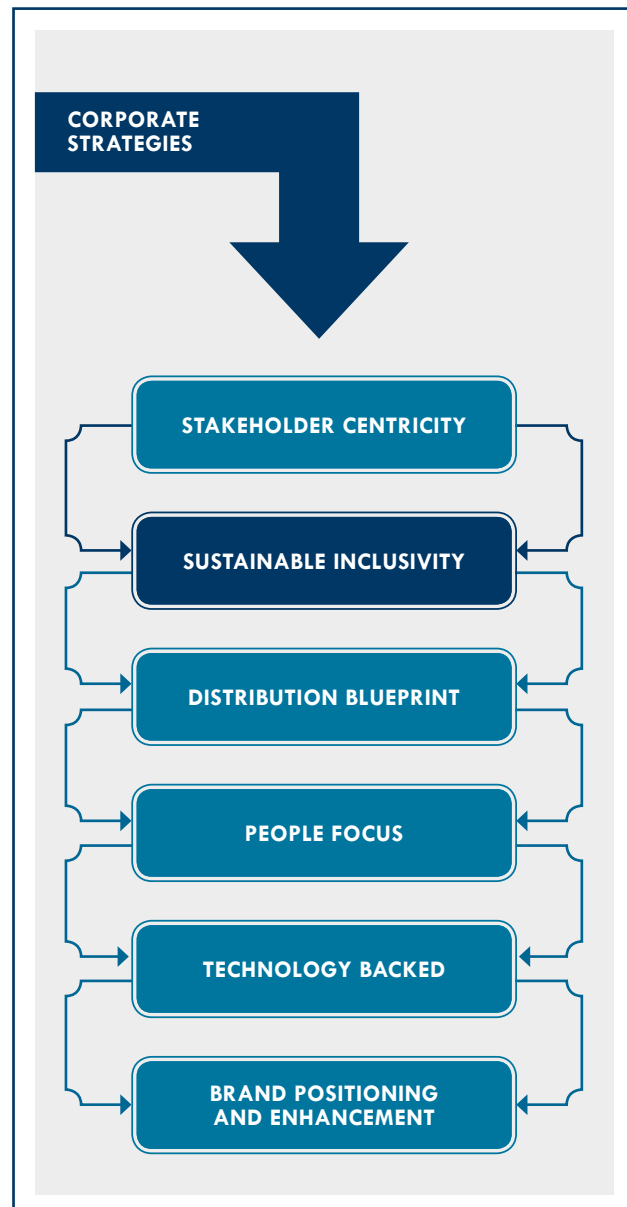 CORPORATE
STRATEGIES
STAKEHOLDER CENTRICITY
SUSTAINABLE INCLUSIVITY
DISTRIBUTION BLUEPRINT
PEOPLE FOCUS
TECHNOLOGY BACKED
BRAND POSITIONING
AND ENHANCEMENT